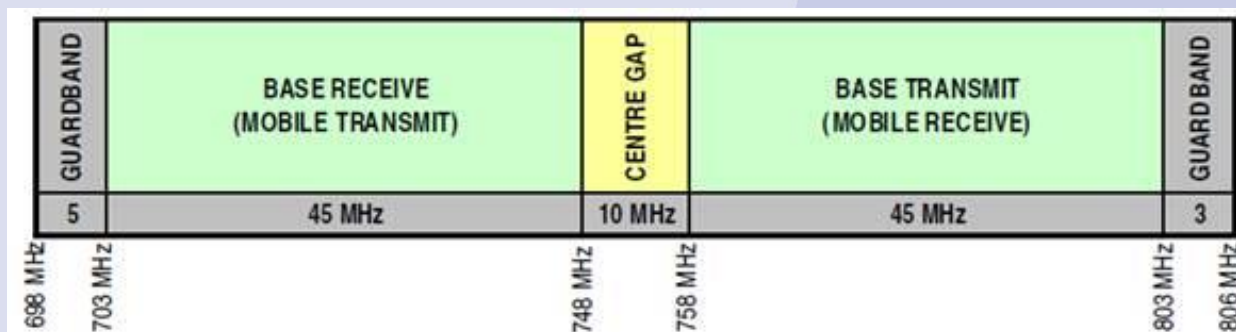 GUARDBAND
BASE RECEIVE
(MOBILE TRANSMIT)
CENTRE GAP
BASE TRANSMIT
(MOBILE RECEIVE)
GUARDBAND
5
45 MHz
10 MHz
45 MHz
3
698 MHz
703 MHz
748 MHz
758 MHz
803 MHz
806 MHz